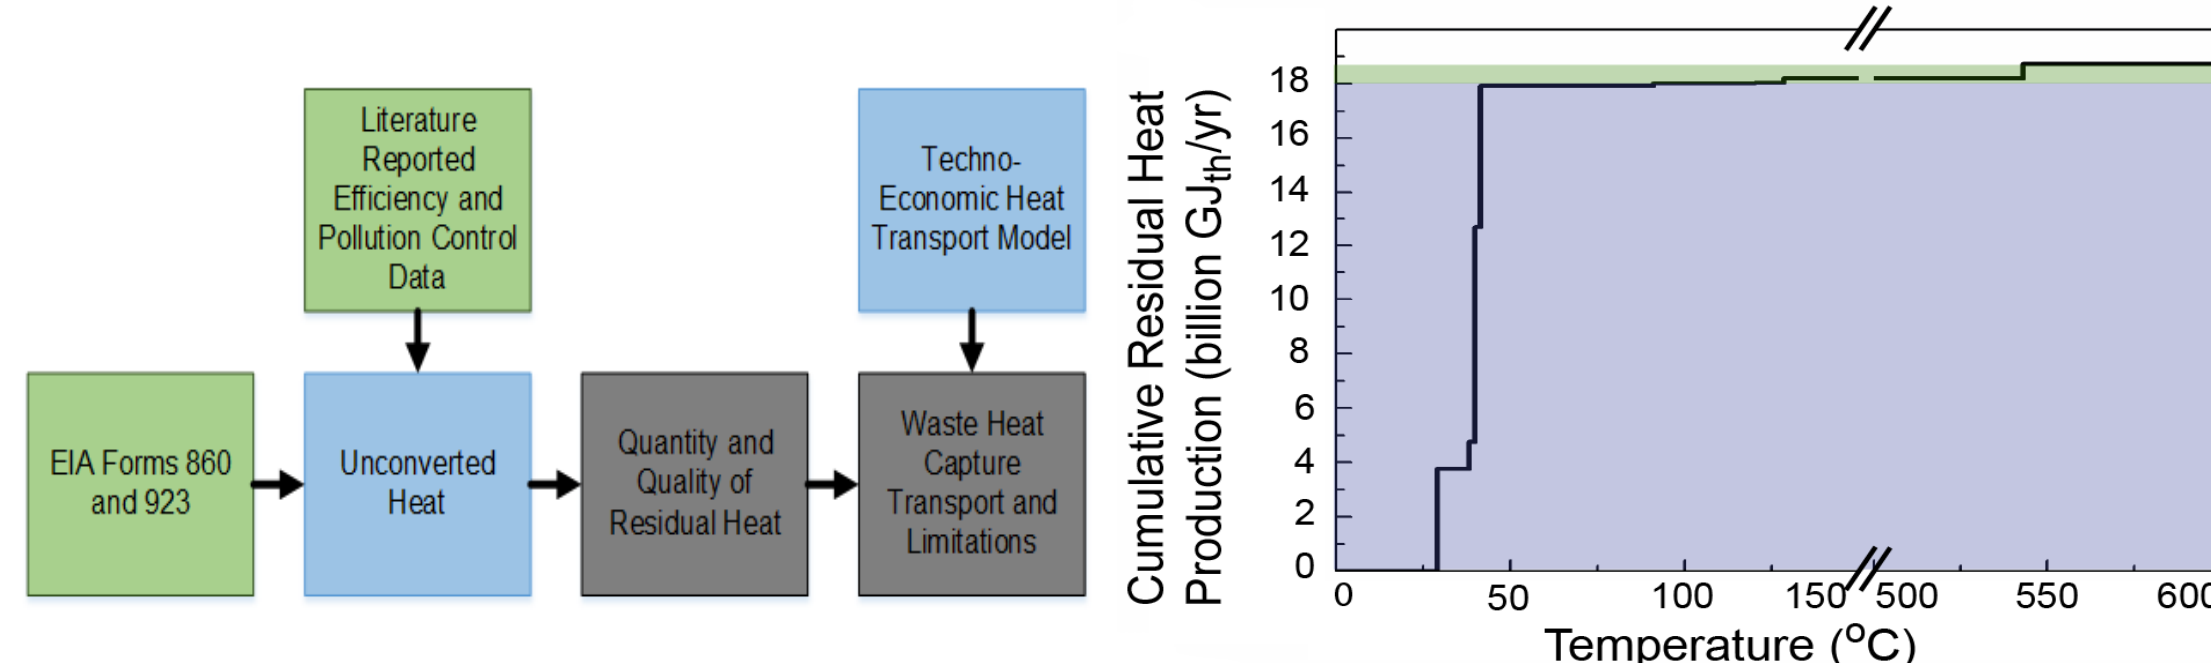 Literature
Reported
Efficiency and
Pollution Control
Data
Techno-
Economic Heat
Transport Model
EIA Forms 860
and 923
Unconverted
Heat
Quantity and
Quality of
Residual Heat
Waste Heat
Capture
Transport and
Limitations
Cumulative Residual Heat
Production (billion GJth/yr)
18
16
14
12
10
8
6
4
2
0
0 50 100 150 500 550 600
Temperature (°C)